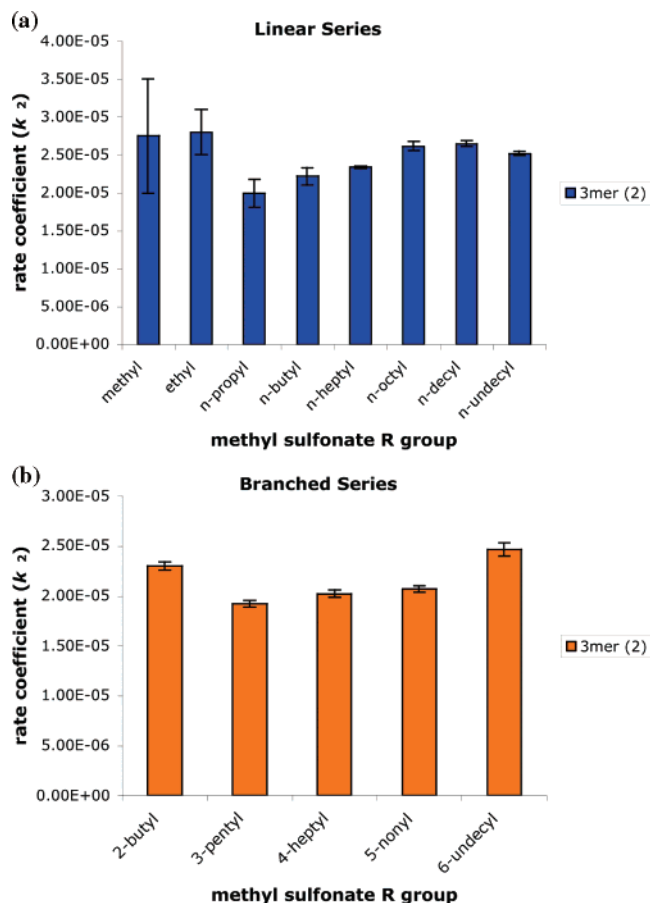 (a)
Linear Series
4.00E-05
3.50E-05
3.00E-05
2.50E-05
2.00E-05
1.50E-05
1.00E-05
5.00E-06
0.00E+00
rate coefficient (k 2)
methyl
ethyl
n-propyl
n-butyl
n-heptyl
n-octyl
n-decyl
n-undecyl
methyl sulfonate R group
3mer (2)
(b)
Branched Series
3.00E-05
2.50E-05
2.00E-05
1.50E-05
1.00E-05
5.00E-06
0.00E+00
rate coefficient (k 2)
2-butyl
3-pentyl
4-heptyl
5-nonyl
6-undecyl
methyl sulfonate R group
3mer (2)